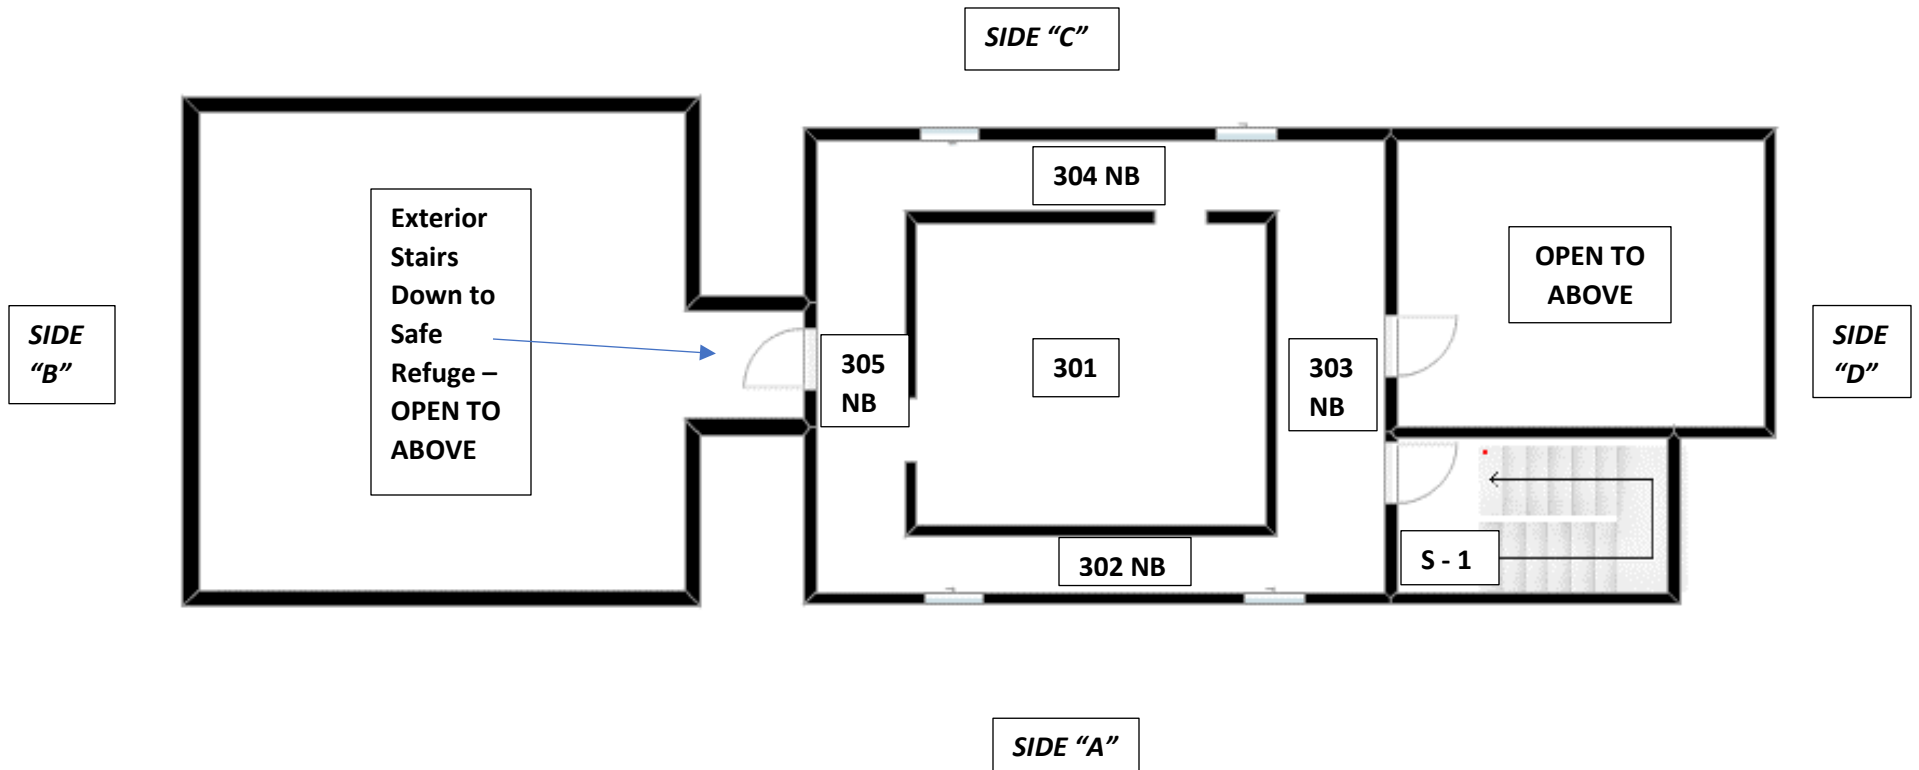 SIDE “C”
304 NB
Exterior
Stairs
Down to
Safe
Refuge –
OPEN TO
ABOVE
OPEN TO
ABOVE
SIDE
“B”
305
NB
301
303
NB
SIDE
“D”
S - 1
302 NB
SIDE “A”